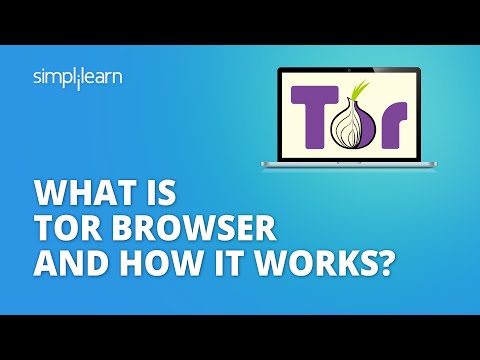 simplilearn
Tor
WHAT IS
TOR BROWSER
AND HOW IT WORKS?